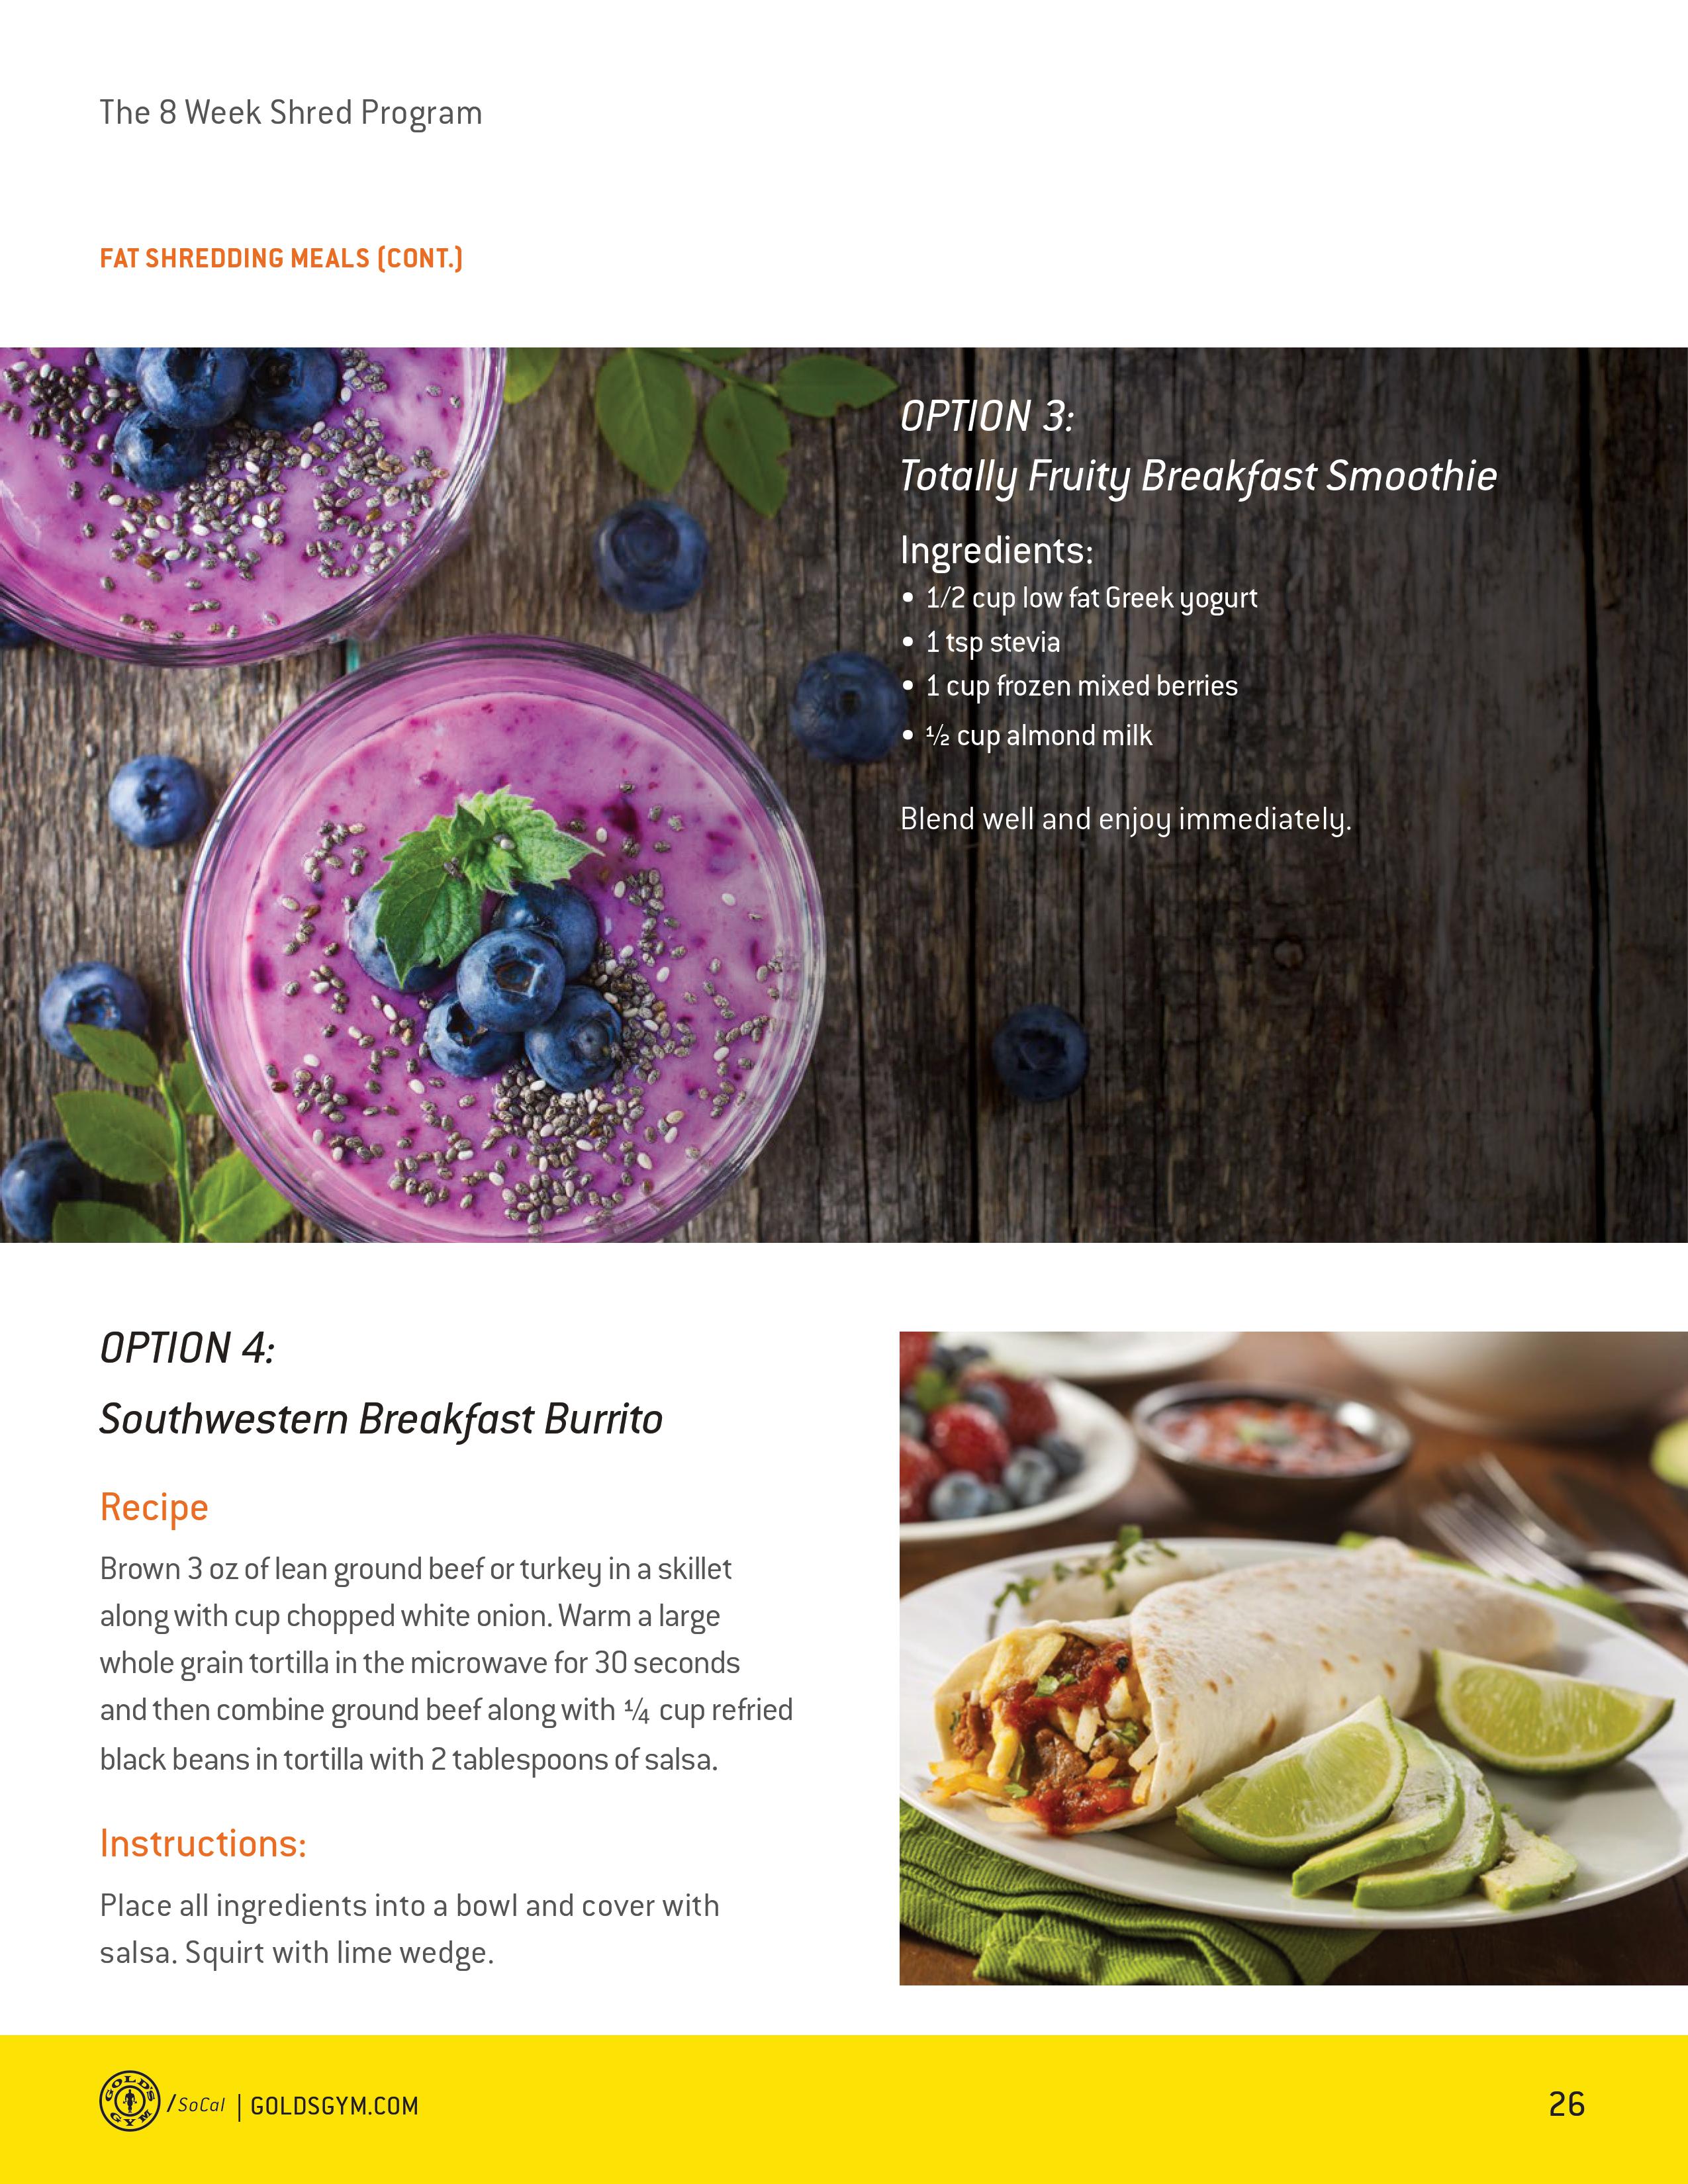 The 8 Week Shred Program
FAT SHREDDING MEALS (CONT.)
OPTION 3:
Totally Fruity Breakfast Smoothie
Ingredients:
• 1/2 cup low fat Greek yogurt
• 1 tsp stevia
• 1 cup frozen mixed berries
• ½ cup almond milk
Blend well and enjoy immediately.
OPTION 4:
Southwestern Breakfast Burrito
Recipe
Brown 3 oz of lean ground beef or turkey in a skillet
along with cup chopped white onion. Warm a large
whole grain tortilla in the microwave for 30 seconds
and then combine ground beef along with ¼ cup refried
black beans in tortilla with 2 tablespoons of salsa.
Instructions:
Place all ingredients into a bowl and cover with
salsa. Squirt with lime wedge.
GOLD'S GYM /SoCal | GOLDSGYM.COM
26